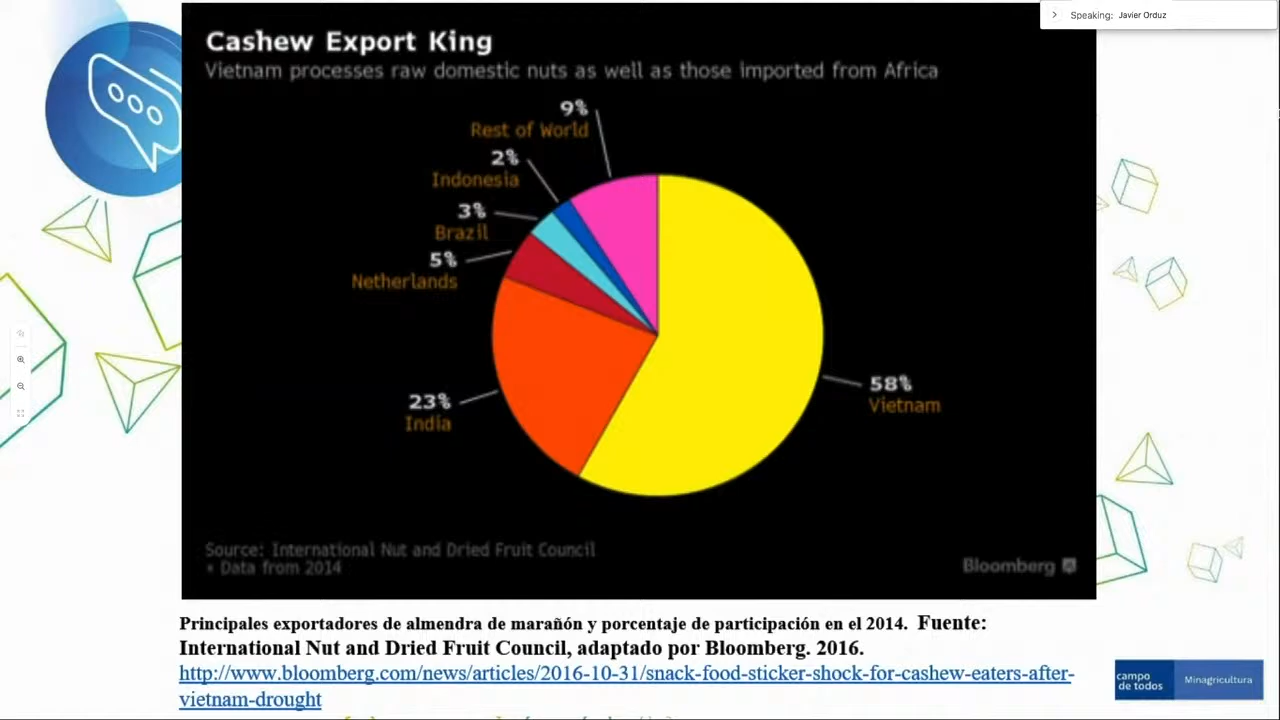 Speaking: Javier Orduz
Cashew Export King
Vietnam processes raw domestic nuts as well as those imported from Africa
9%
Rest of World
2%
Indonesia
3%
Brazil
5%
Netherlands
58%
Vietnam
23%
India
Source: International Nut and Dried Fruit Council
* Data from 2014
Bloomberg
Principales exportadores de almendra de marañón y porcentaje de participación en el 2014. Fuente:
International Nut and Dried Fruit Council, adaptado por Bloomberg. 2016.
http://www.bloomberg.com/news/articles/2016-10-31/snack-food-sticker-shock-for-cashew-eaters-after-
vietnam-drought
campo
de todos
Minagricultura